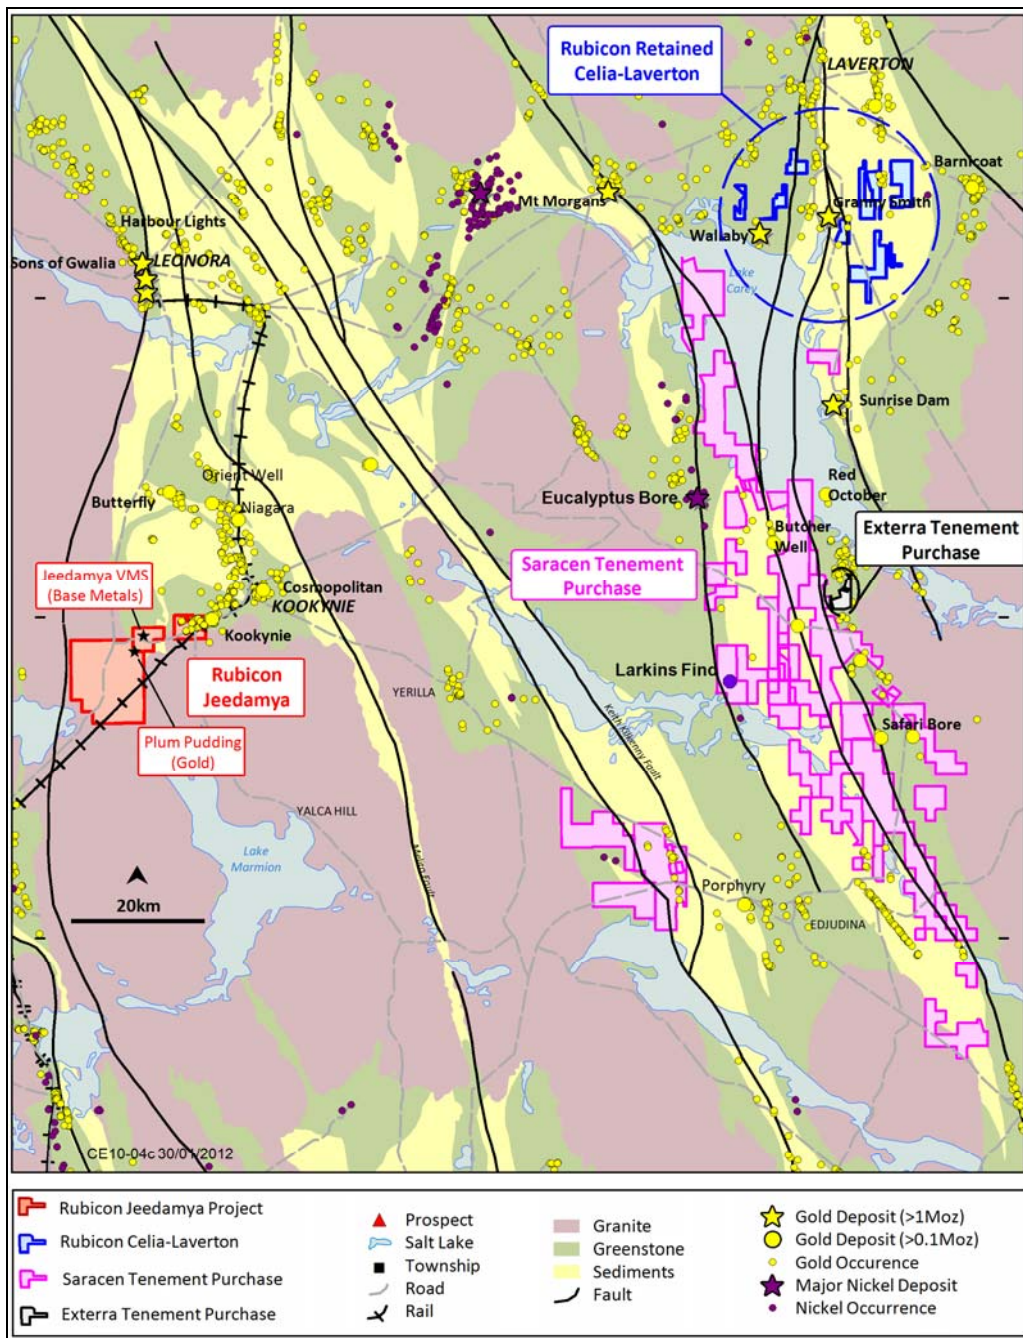 Rubicon Retained
Celia-Laverton
LAVERTON
Barnicoat
Mt Morgans
Granny Smith
Wallaby
Harbour Lights
Sons of Gwalia
LEONORA
Lake
Carey
Sunrise Dam
Orient Well
Butterfly
Niagara
Eucalyptus Bore
Red
October
Butcher
Well
Exterra Tenement
Purchase
Saracen Tenement
Purchase
Jeedamya VMS
(Base Metals)
Cosmopolitan
KOOKYNIE
Kookynie
Rubicon
Jeedamya
Larkins Find
YERILLA
Keith Kilkenny Fault
Safari Bore
Plum Pudding
(Gold)
YALCA HILL
Lake
Marmion
20km
Porphyry
EDJUDINA
CE10-04c 30/01/2012
Rubicon Jeedamya Project
Rubicon Celia-Laverton
Saracen Tenement Purchase
Exterra Tenement Purchase
Prospect
Salt Lake
Township
Road
Rail
Granite
Greenstone
Sediments
Fault
Gold Deposit (>1Moz)
Gold Deposit (>0.1Moz)
Gold Occurence
Major Nickel Deposit
Nickel Occurrence